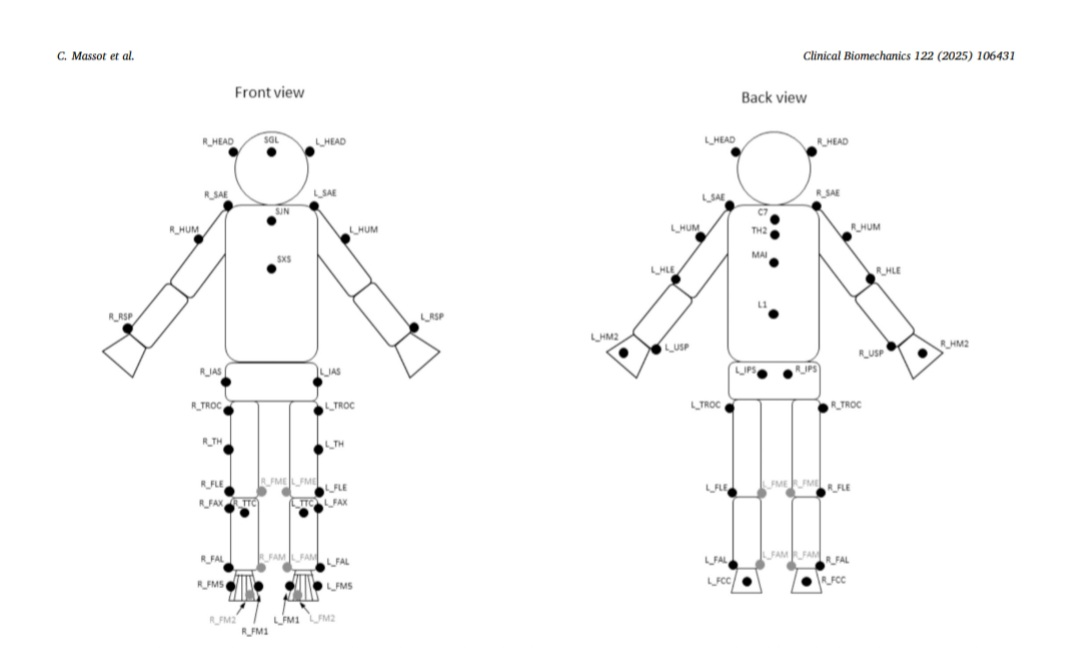 C. Massot et al.
Clinical Biomechanics 122 (2025) 106431
Front view
R_HEAD
SGL
L_HEAD
R_SAE
L_SAE
SJN
R_HUM
L_HUM
SXS
R_RSP
L_RSP
R_IAS
L_IAS
R_TROC
L_TROC
R_TH
L_TH
R_FLE
R_FME
L_FME
L_FLE
R_FAX
R_TTC
L_TTC
L_FAX
R_FAL
R_FAM
L_FAM
L_FAL
R_FM5
L_FM5
R_FM2
R_FM1
L_FM1
L_FM2
Back view
L_HEAD
R_HEAD
L_SAE
R_SAE
C7
L_HUM
TH2
R_HUM
MAI
L_HLE
R_HLE
L1
L_HM2
L_USP
R_USP
R_HM2
L_IPS
R_IPS
L_TROC
R_TROC
L_FLE
L_FME
R_FME
R_FLE
L_FAL
L_FAM
R_FAM
R_FAL
L_FCC
R_FCC